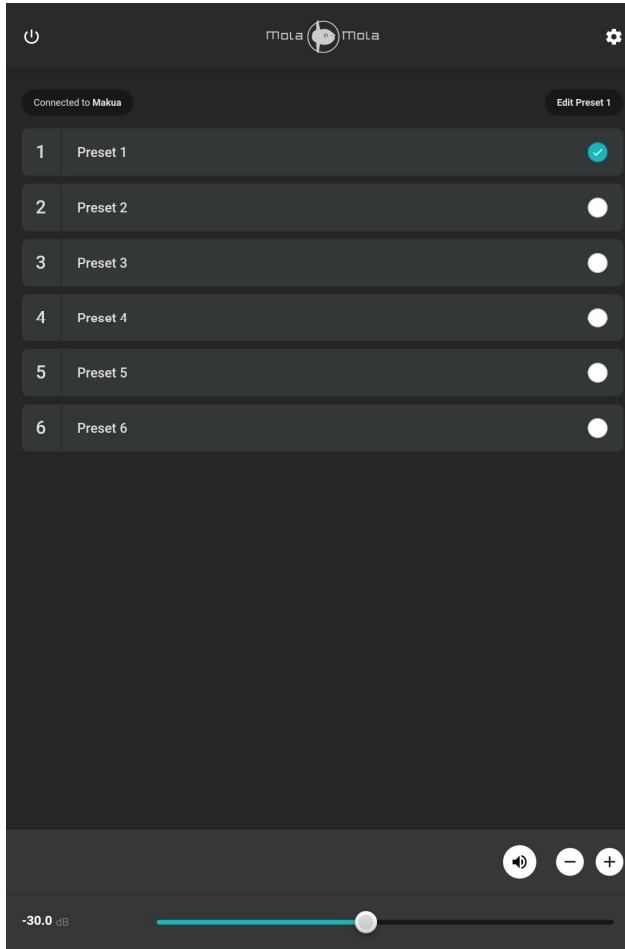 mola mola
Connected to Makua
Edit Preset 1
1 Preset 1
2 Preset 2
3 Preset 3
4 Preset 4
5 Preset 5
6 Preset 6
-30.0 dB